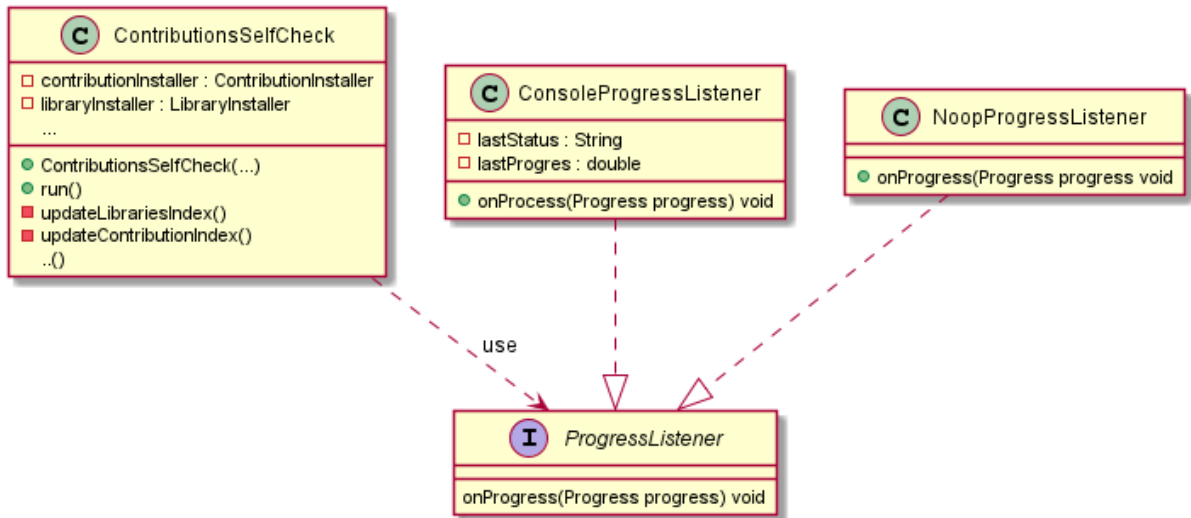 C ContributionsSelfCheck
contributionInstaller : ContributionInstaller
libraryInstaller : LibraryInstaller
...
ContributionsSelfCheck(...)
run()
updateLibrariesIndex()
updateContributionIndex()
..()
C ConsoleProgressListener
lastStatus : String
lastProgres : double
onProcess(Progress progress) void
C NoopProgressListener
onProgress(Progress progress void
use
I ProgressListener
onProgress(Progress progress) void